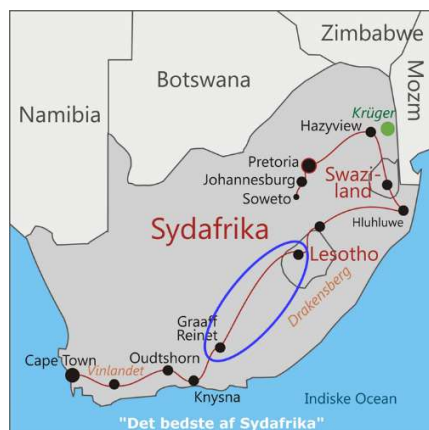 Zimbabwe
Botswana
Mozm
Namibia
Krüger
Hazyview
Pretoria
Johannesburg
Soweto
Swazi-
land
Hluhluwe
Sydafrika
Lesotho
Drakensberg
Graaff
Reinet
Oudtshorn
Cape Town
Vinlandet
Knysna
Indiske Ocean
"Det bedste af Sydafrika"